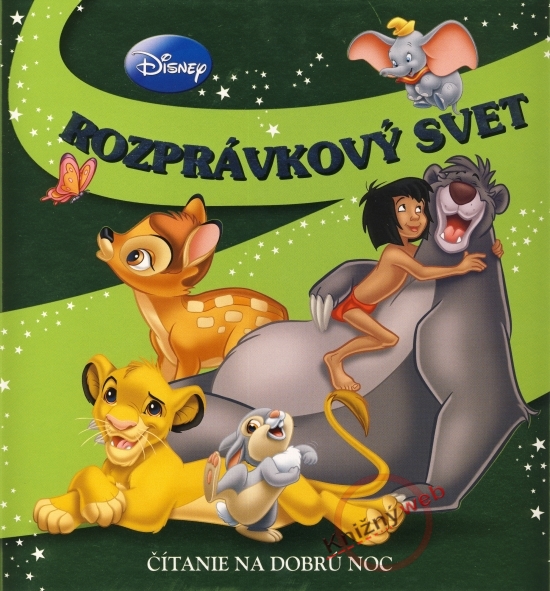 Disney
ROZPRÁVKOVÝ SVET
Knižný web
ČÍTANIE NA DOBRÚ NOC